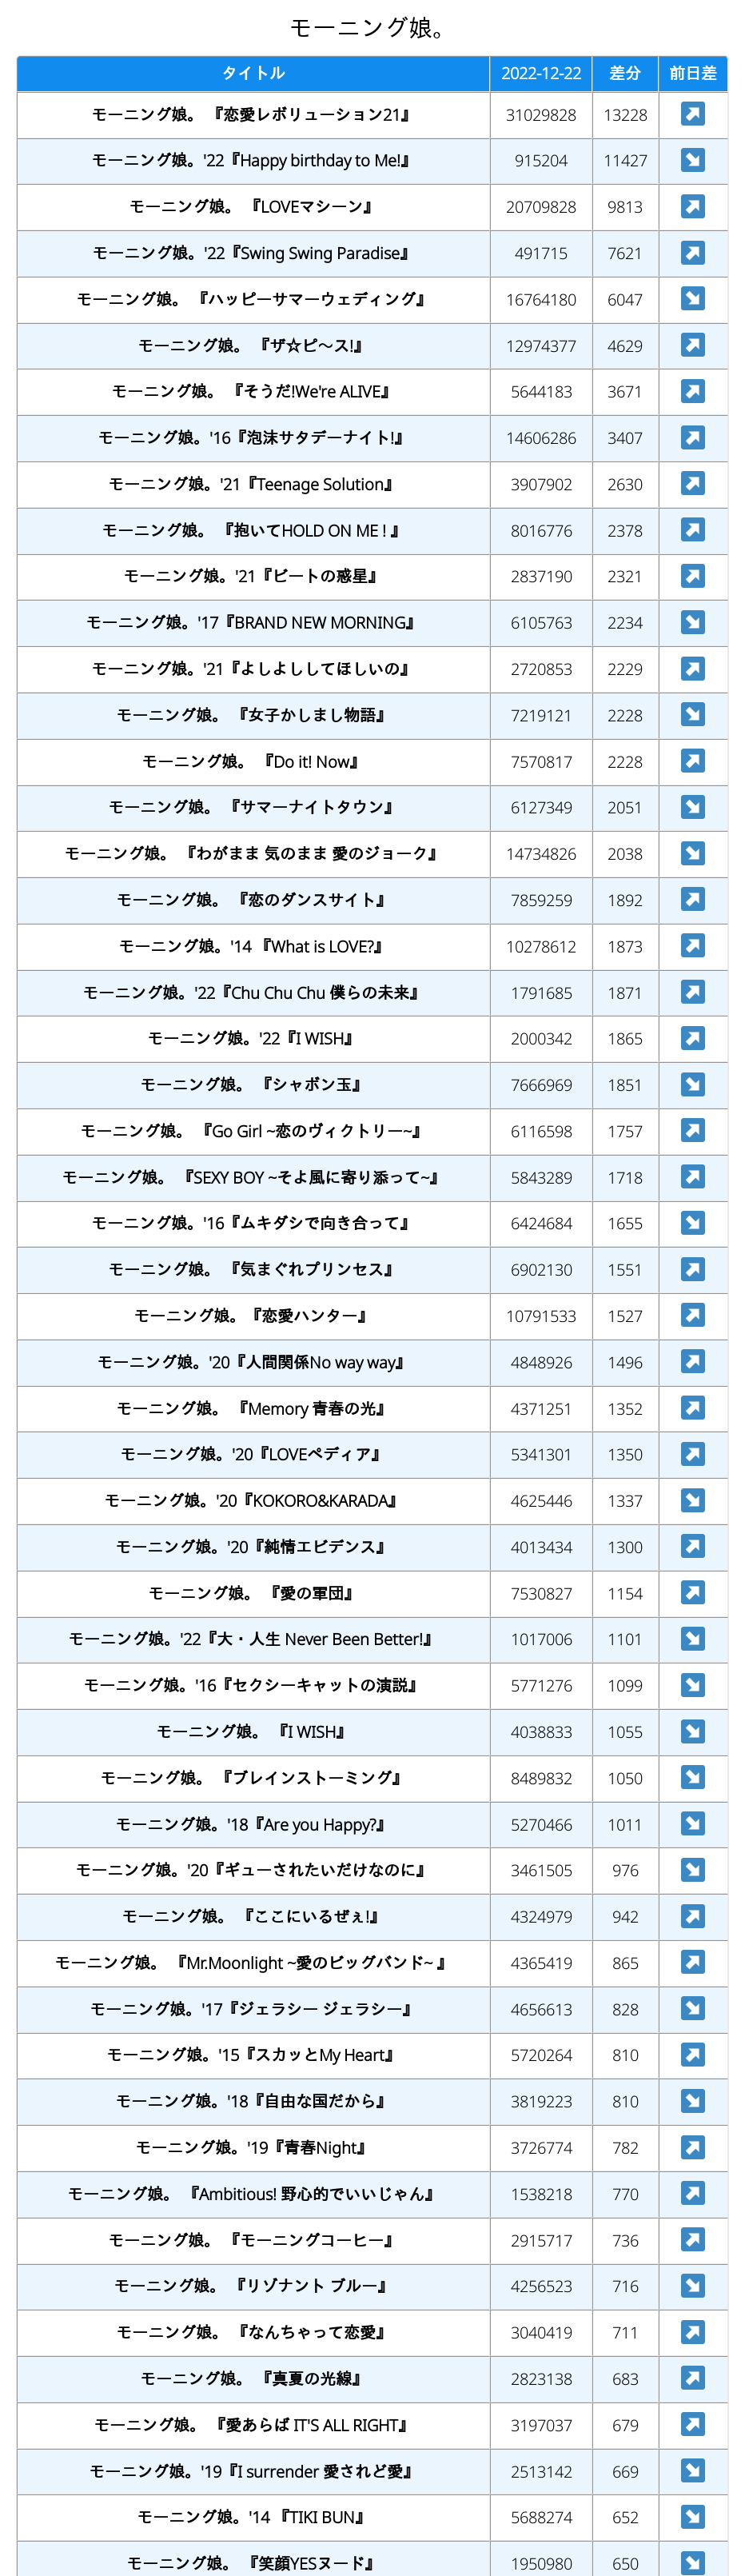 モーニング娘。
タイトル 2022-12-22 差分 前日差
モーニング娘。 『恋愛レボリューション21』 31029828 13228
モーニング娘。'22『Happy birthday to Me!』 915204 11427
モーニング娘。 『LOVEマシーン』 20709828 9813
モーニング娘。'22『Swing Swing Paradise』 491715 7621
モーニング娘。 『ハッピーサマーウェディング』 16764180 6047
モーニング娘。 『ザ☆ピ〜ス!』 12974377 4629
モーニング娘。 『そうだ!We're ALIVE』 5644183 3671
モーニング娘。'16『泡沫サタデーナイト!』 14606286 3407
モーニング娘。'21『Teenage Solution』 3907902 2630
モーニング娘。 『抱いてHOLD ON ME ! 』 8016776 2378
モーニング娘。'21『ビートの惑星』 2837190 2321
モーニング娘。'17『BRAND NEW MORNING』 6105763 2234
モーニング娘。'21『よしよししてほしいの』 2720853 2229
モーニング娘。 『女子かしまし物語』 7219121 2228
モーニング娘。 『Do it! Now』 7570817 2228
モーニング娘。 『サマーナイトタウン』 6127349 2051
モーニング娘。 『わがまま 気のまま 愛のジョーク』 14734826 2038
モーニング娘。 『恋のダンスサイト』 7859259 1892
モーニング娘。'14 『What is LOVE?』 10278612 1873
モーニング娘。'22『Chu Chu Chu 僕らの未来』 1791685 1871
モーニング娘。'22『I WISH』 2000342 1865
モーニング娘。 『シャボン玉』 7666969 1851
モーニング娘。 『Go Girl ~恋のヴィクトリー~』 6116598 1757
モーニング娘。 『SEXY BOY ~そよ風に寄り添って~』 5843289 1718
モーニング娘。'16『ムキダシで向き合って』 6424684 1655
モーニング娘。 『気まぐれプリンセス』 6902130 1551
モーニング娘。『恋愛ハンター』 10791533 1527
モーニング娘。'20『人間関係No way way』 4848926 1496
モーニング娘。 『Memory 青春の光』 4371251 1352
モーニング娘。'20『LOVEペディア』 5341301 1350
モーニング娘。'20『KOKORO&KARADA』 4625446 1337
モーニング娘。'20『純情エビデンス』 4013434 1300
モーニング娘。 『愛の軍団』 7530827 1154
モーニング娘。'22『大・人生 Never Been Better!』 1017006 1101
モーニング娘。'16『セクシーキャットの演説』 5771276 1099
モーニング娘。 『I WISH』 4038833 1055
モーニング娘。 『ブレインストーミング』 8489832 1050
モーニング娘。'18『Are you Happy?』 5270466 1011
モーニング娘。'20『ギューされたいだけなのに』 3461505 976
モーニング娘。 『ここにいるぜぇ!』 4324979 942
モーニング娘。 『Mr.Moonlight ~愛のビッグバンド~ 』 4365419 865
モーニング娘。'17『ジェラシー ジェラシー』 4656613 828
モーニング娘。'15『スカッとMy Heart』 5720264 810
モーニング娘。'18『自由な国だから』 3819223 810
モーニング娘。'19『青春Night』 3726774 782
モーニング娘。 『Ambitious! 野心的でいいじゃん』 1538218 770
モーニング娘。 『モーニングコーヒー』 2915717 736
モーニング娘。 『リゾナント ブルー』 4256523 716
モーニング娘。 『なんちゃって恋愛』 3040419 711
モーニング娘。 『真夏の光線』 2823138 683
モーニング娘。 『愛あらば IT'S ALL RIGHT』 3197037 679
モーニング娘。'19『I surrender 愛されど愛』 2513142 669
モーニング娘。'14 『TIKI BUN』 5688274 652
モーニング娘。 『笑顔YESヌード』 1950980 650